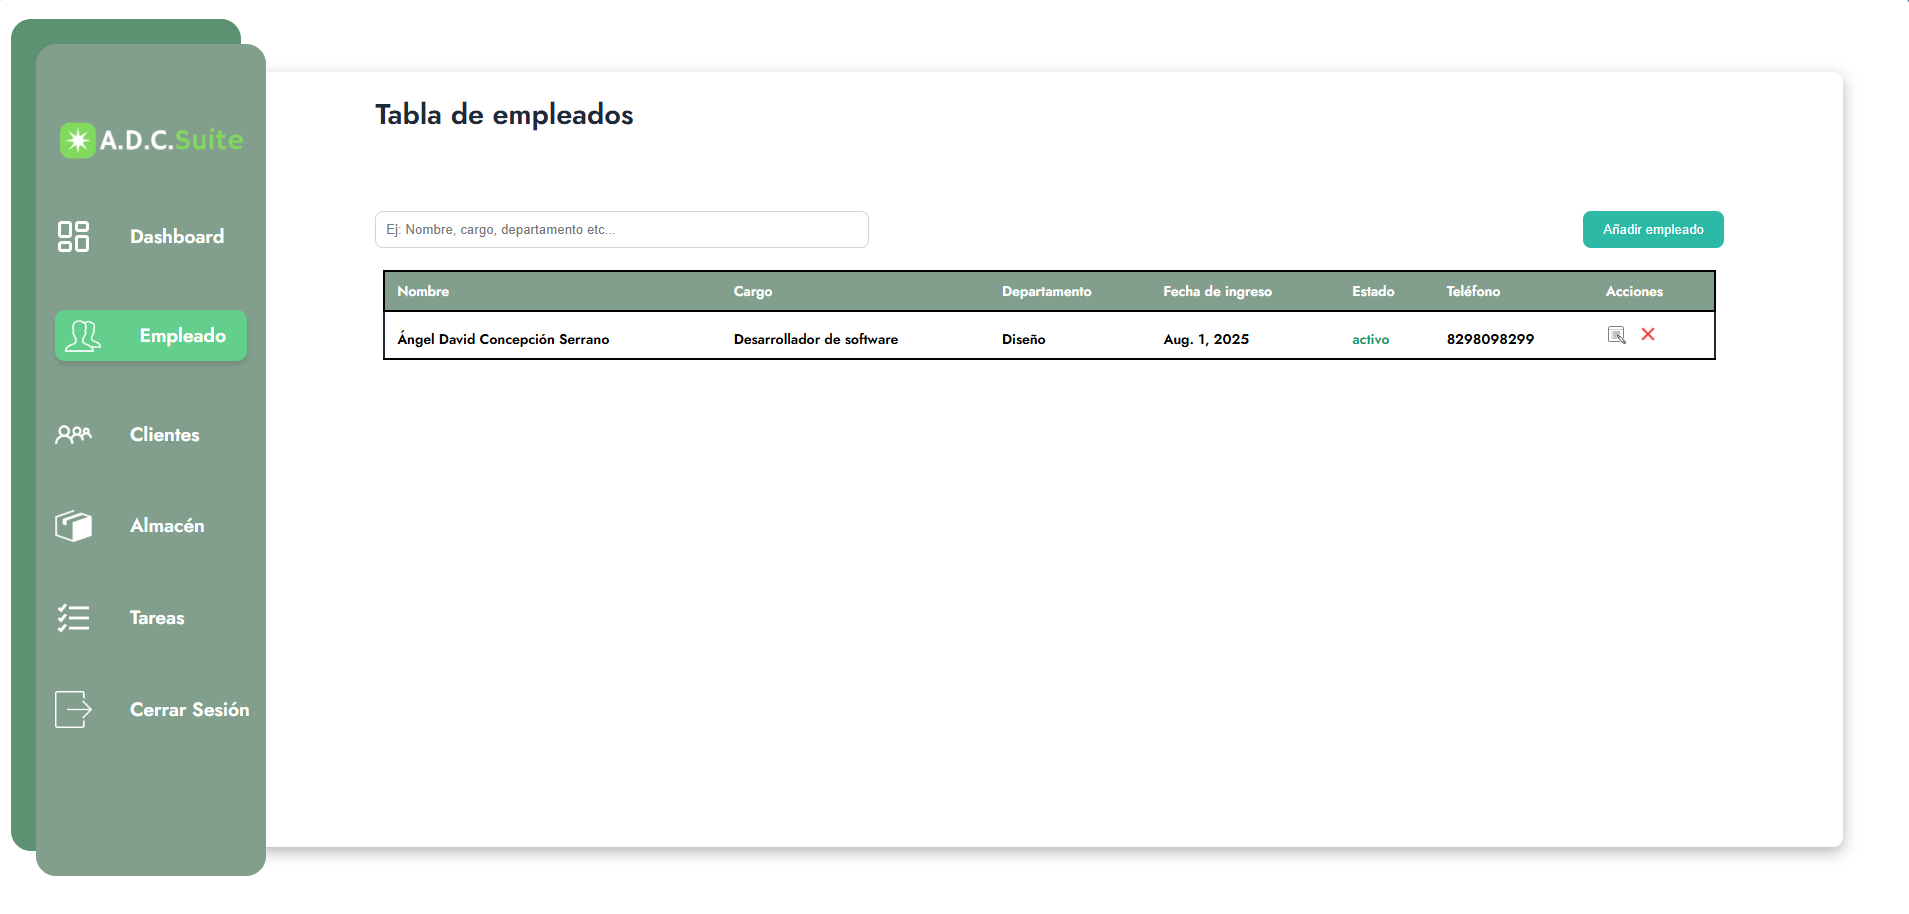 A.D.C.Suite
Dashboard
Empleado
Clientes
Almacén
Tareas
Cerrar Sesión
Tabla de empleados
Ej: Nombre, cargo, departamento etc...
Añadir empleado
Nombre Cargo Departamento Fecha de ingreso Estado Teléfono Acciones
Ángel David Concepción Serrano Desarrollador de software Diseño Aug. 1, 2025 activo 8298098299